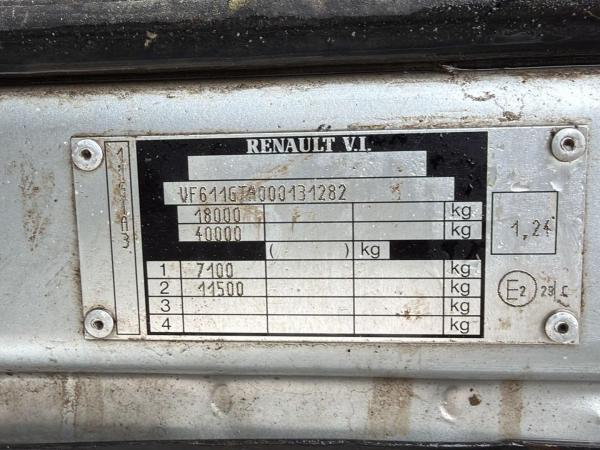 RENAULT V.I.
VF611GTA000131282
18000 kg
40000 kg
( ) kg
1 7100 kg
2 11500 kg
3 kg
4 kg
1,24
E2